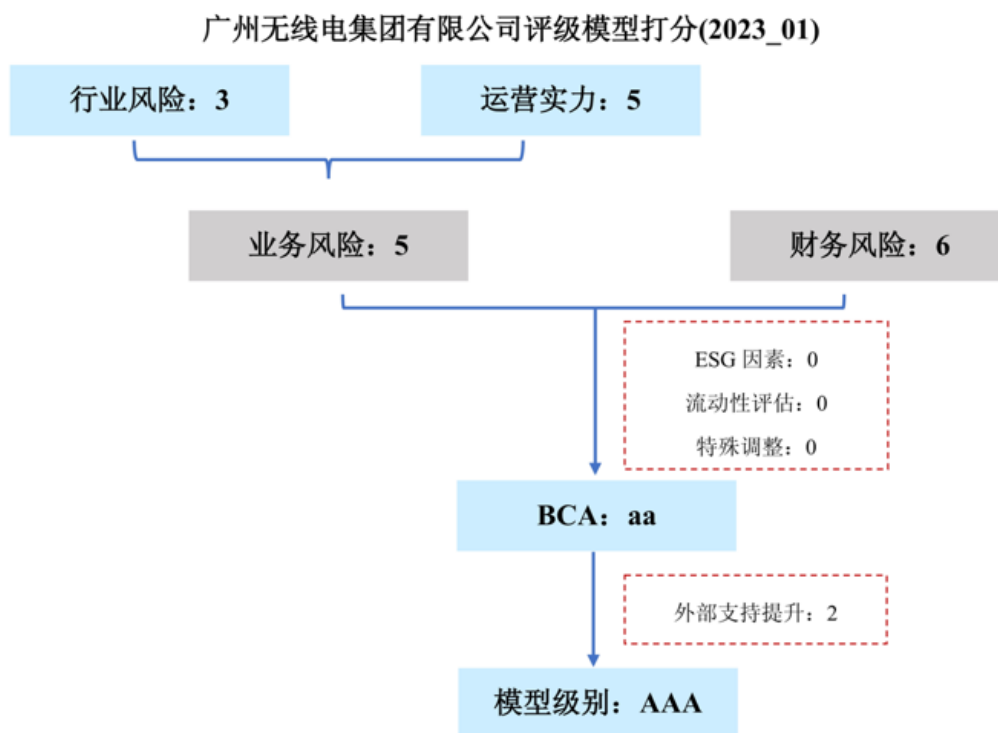 广州无线电集团有限公司评级模型打分(2023_01)
行业风险：3
运营实力：5
业务风险：5
财务风险：6
ESG 因素：0
流动性评估：0
特殊调整：0
BCA：aa
外部支持提升：2
模型级别：AAA